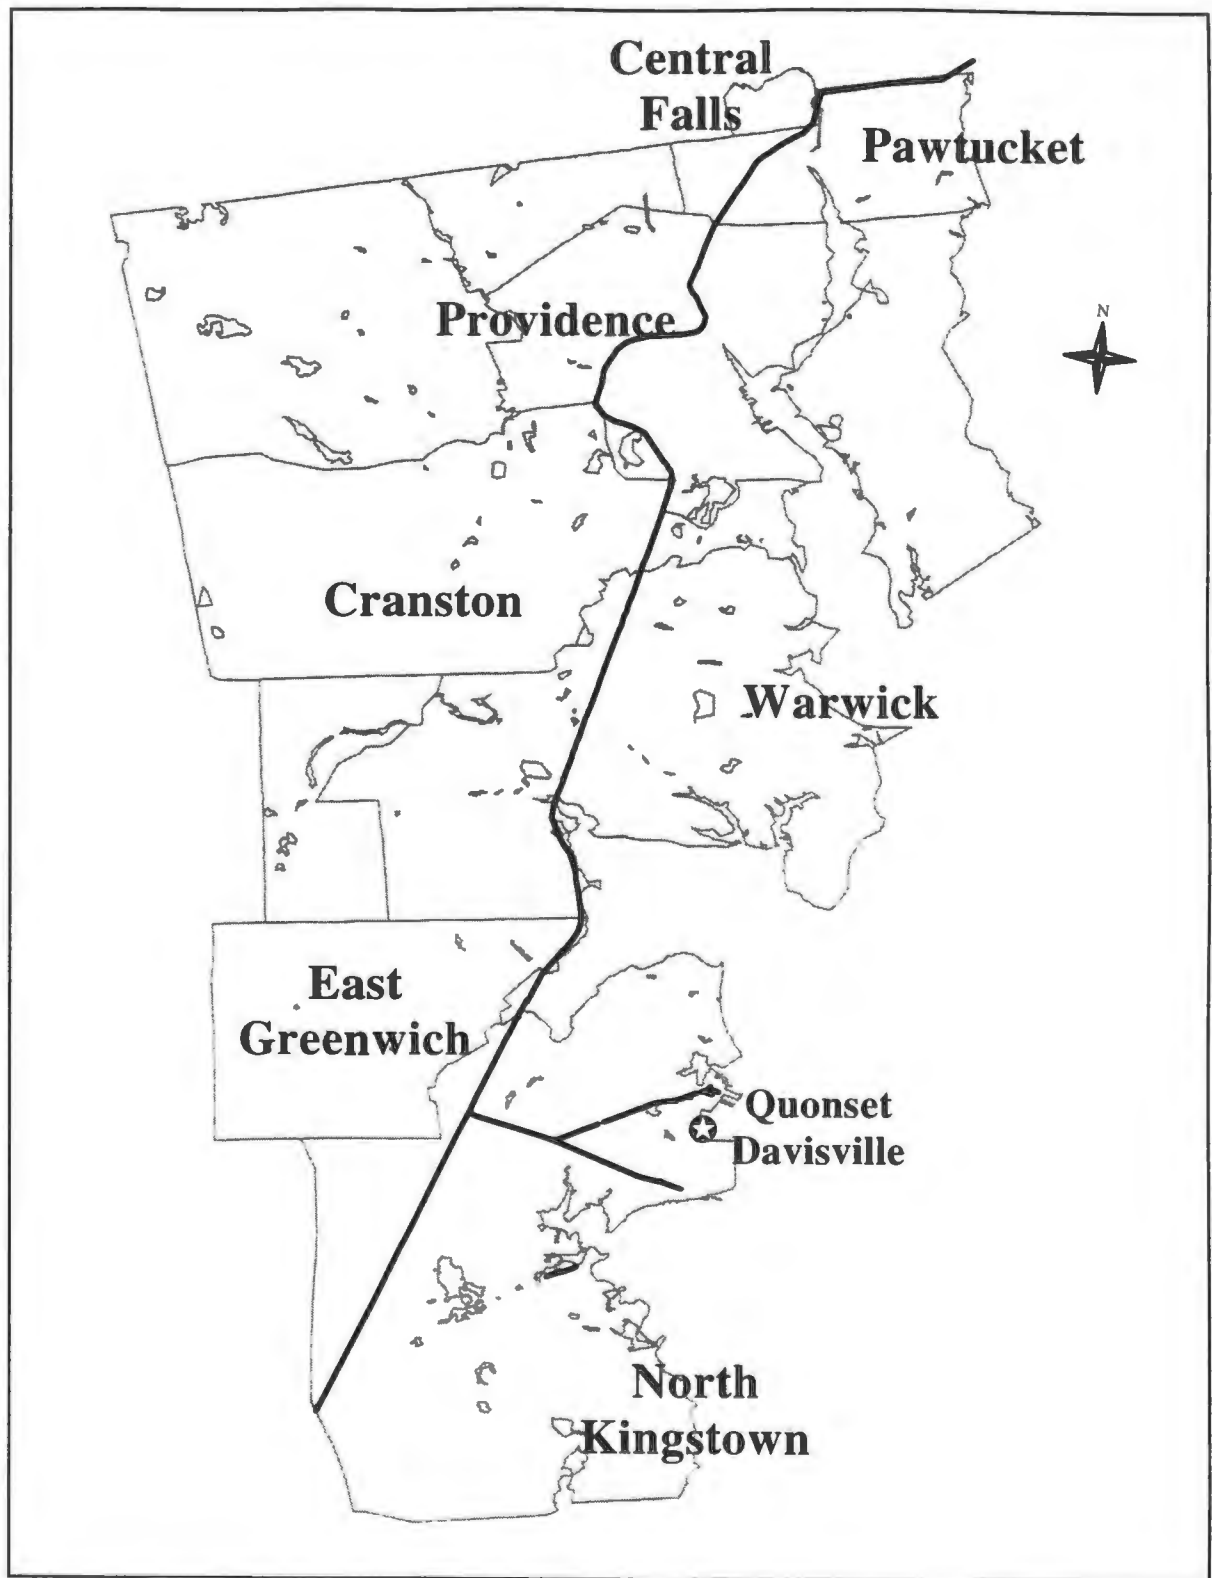 Central
Falls
Pawtucket
Providence
N
Cranston
Warwick
East
Greenwich
Quonset
Davisville
North
Kingstown